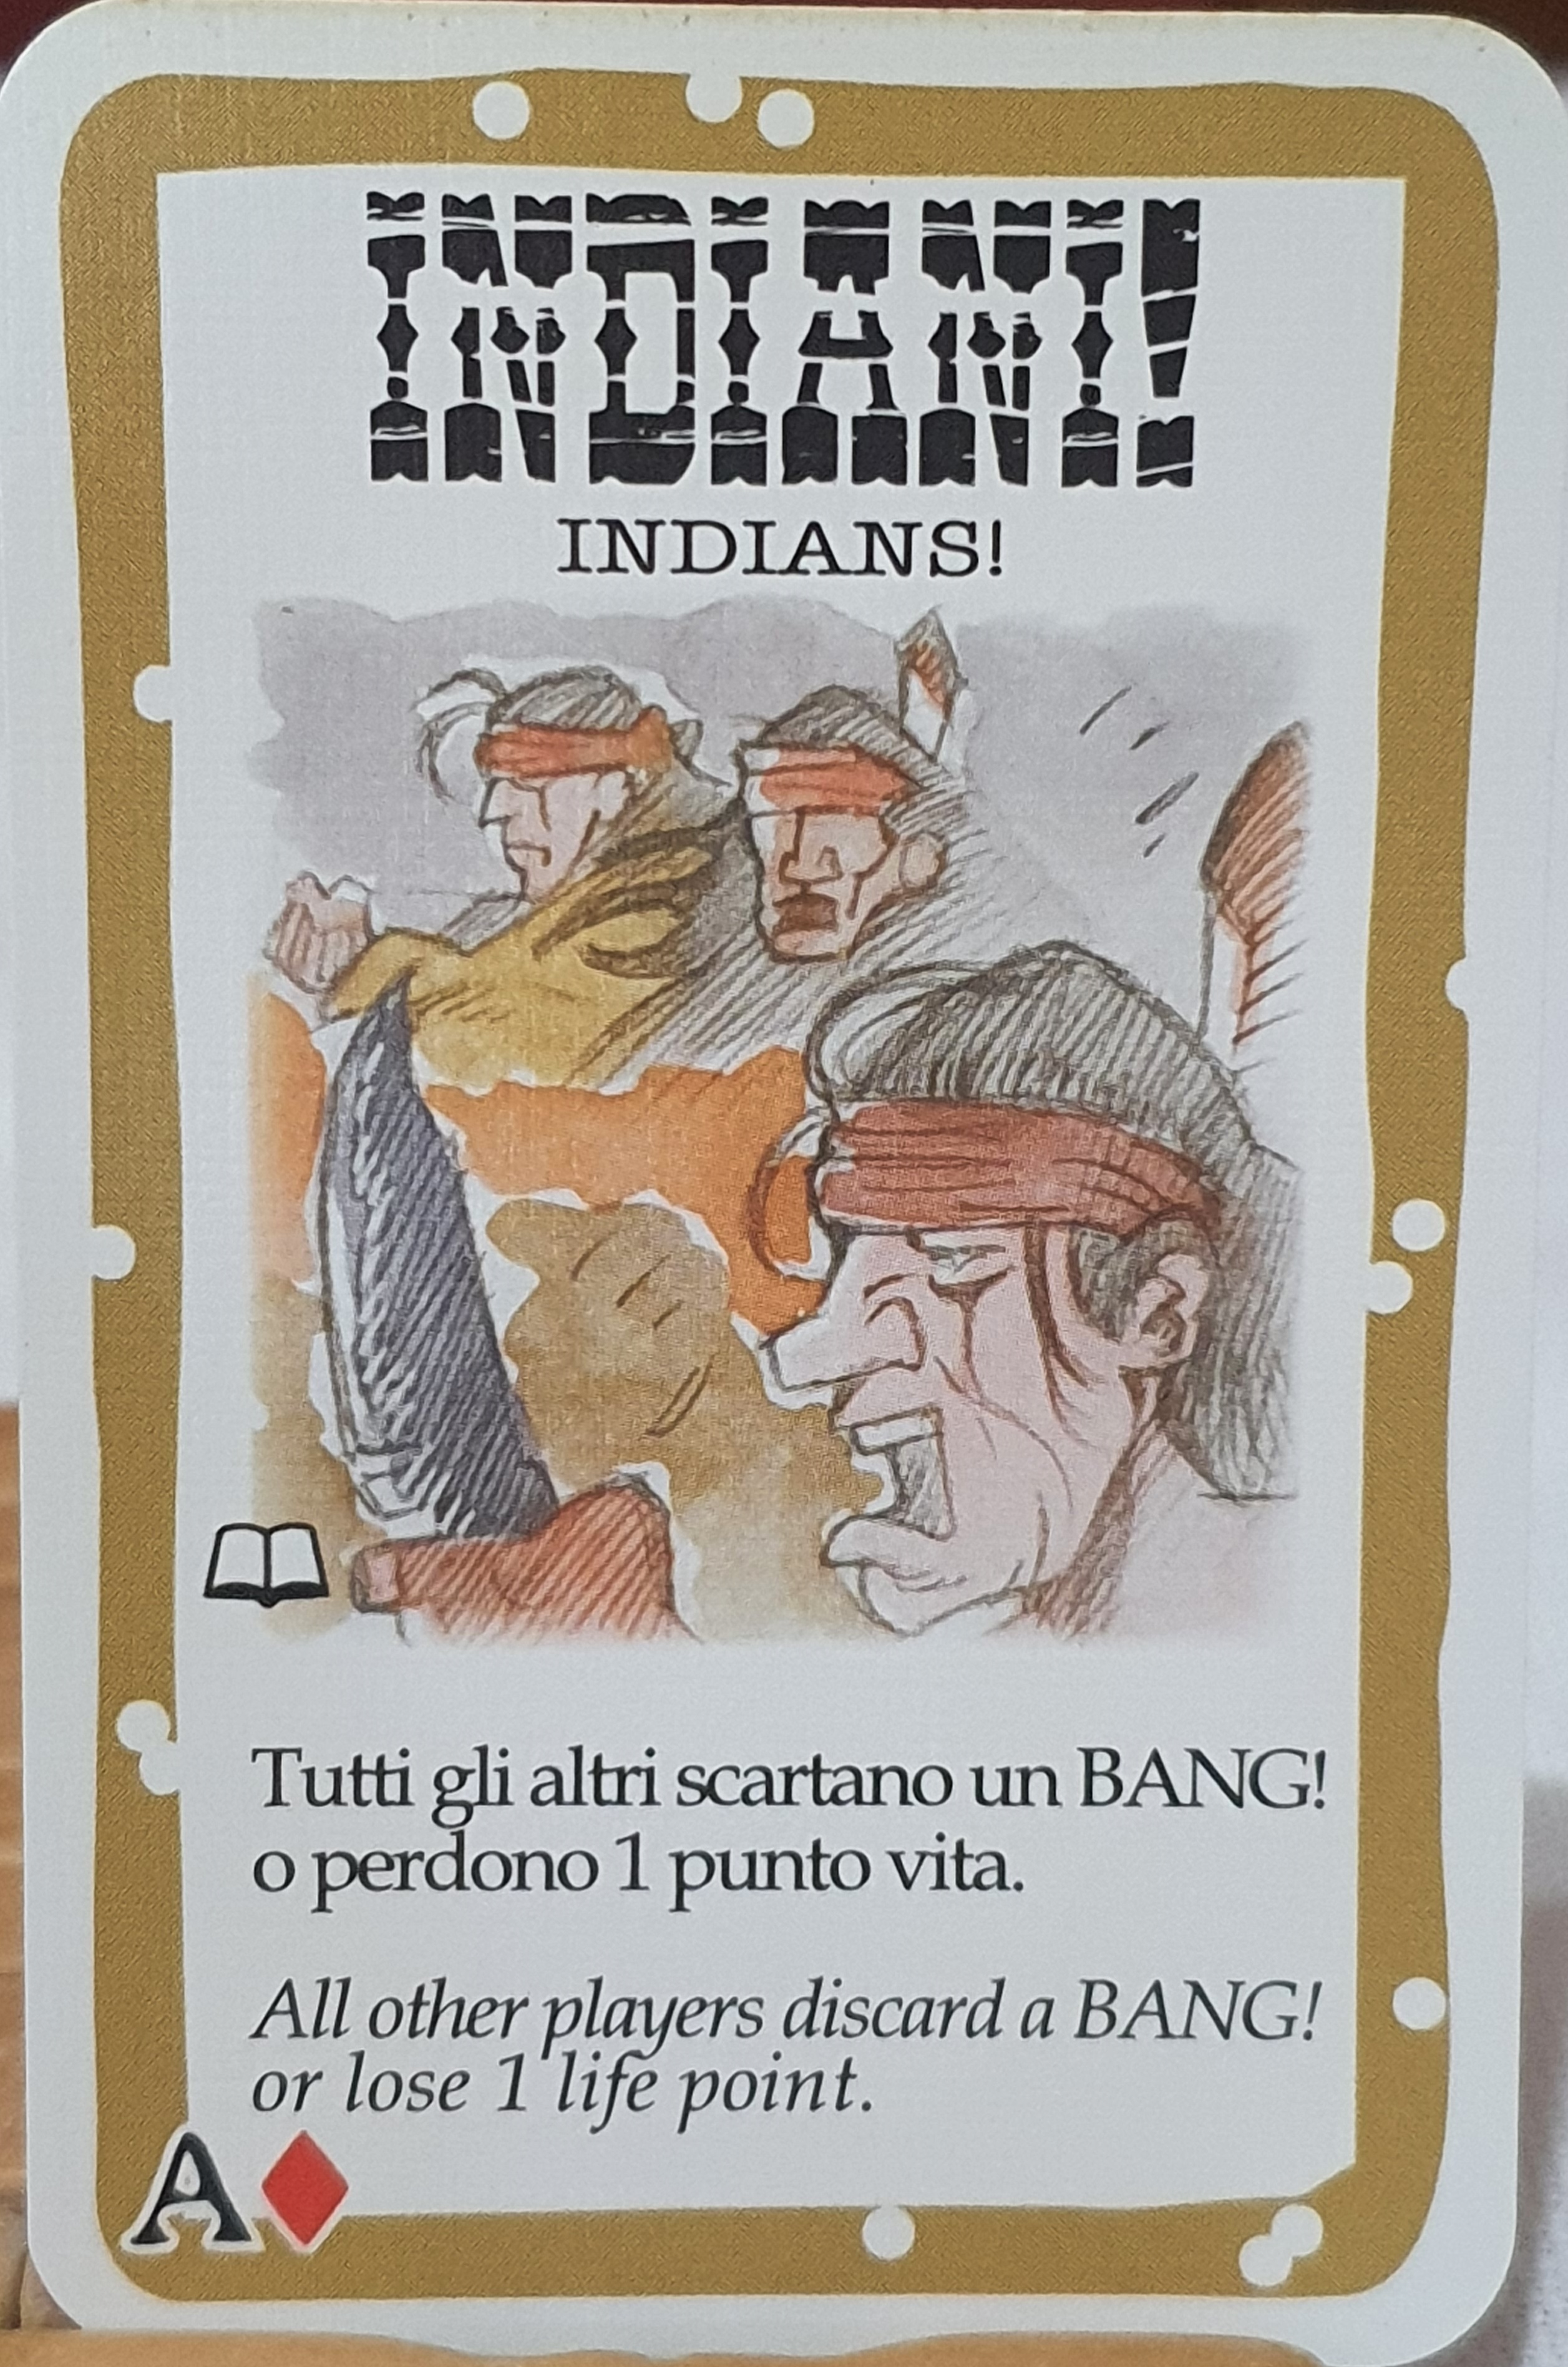 INDIANI!
INDIANS!
Tutti gli altri scartano un BANG!
o perdono 1 punto vita.
All other players discard a BANG!
or lose 1 life point.
A